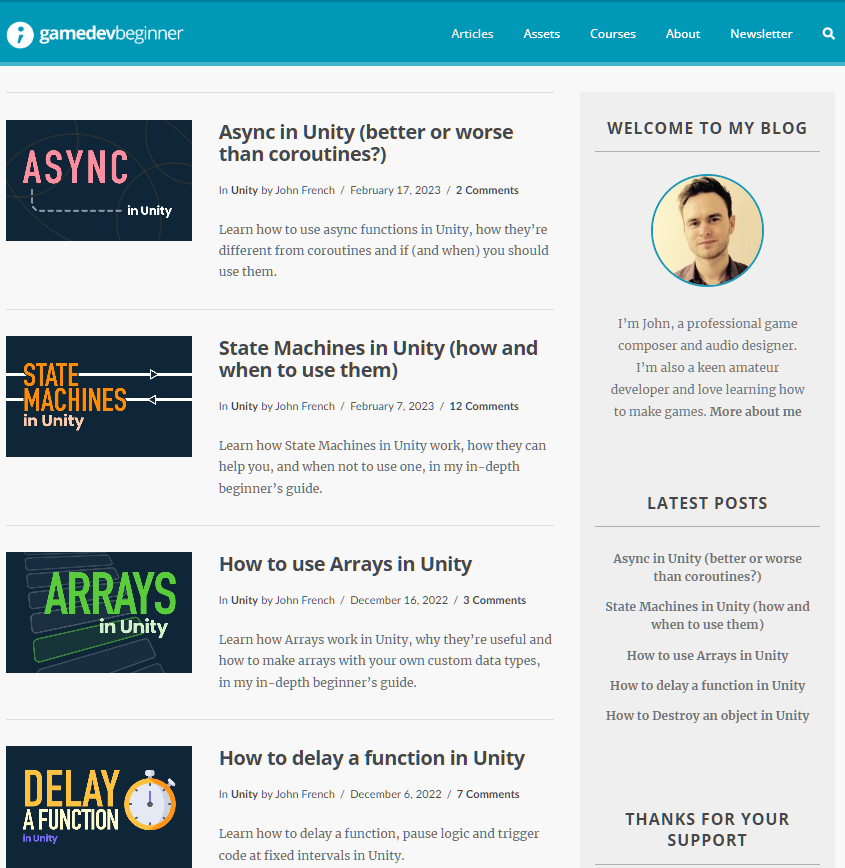 gamedevbeginner
Articles Assets Courses About Newsletter
ASYNC
in Unity
Async in Unity (better or worse
than coroutines?)
In Unity by John French / February 17, 2023 / 2 Comments
Learn how to use async functions in Unity, how they’re
different from coroutines and if (and when) you should
use them.
STATE
MACHINES
in Unity
State Machines in Unity (how and
when to use them)
In Unity by John French / February 7, 2023 / 12 Comments
Learn how State Machines in Unity work, how they can
help you, and when not to use one, in my in-depth
beginner’s guide.
ARRAYS
in Unity
How to use Arrays in Unity
In Unity by John French / December 16, 2022 / 3 Comments
Learn how Arrays work in Unity, why they’re useful and
how to make arrays with your own custom data types,
in my in-depth beginner’s guide.
DELAY
A FUNCTION
in Unity
How to delay a function in Unity
In Unity by John French / December 6, 2022 / 7 Comments
Learn how to delay a function, pause logic and trigger
code at fixed intervals in Unity.
WELCOME TO MY BLOG
I’m John, a professional game
composer and audio designer.
I’m also a keen amateur
developer and love learning how
to make games. More about me
LATEST POSTS
Async in Unity (better or worse
than coroutines?)
State Machines in Unity (how and
when to use them)
How to use Arrays in Unity
How to delay a function in Unity
How to Destroy an object in Unity
THANKS FOR YOUR
SUPPORT